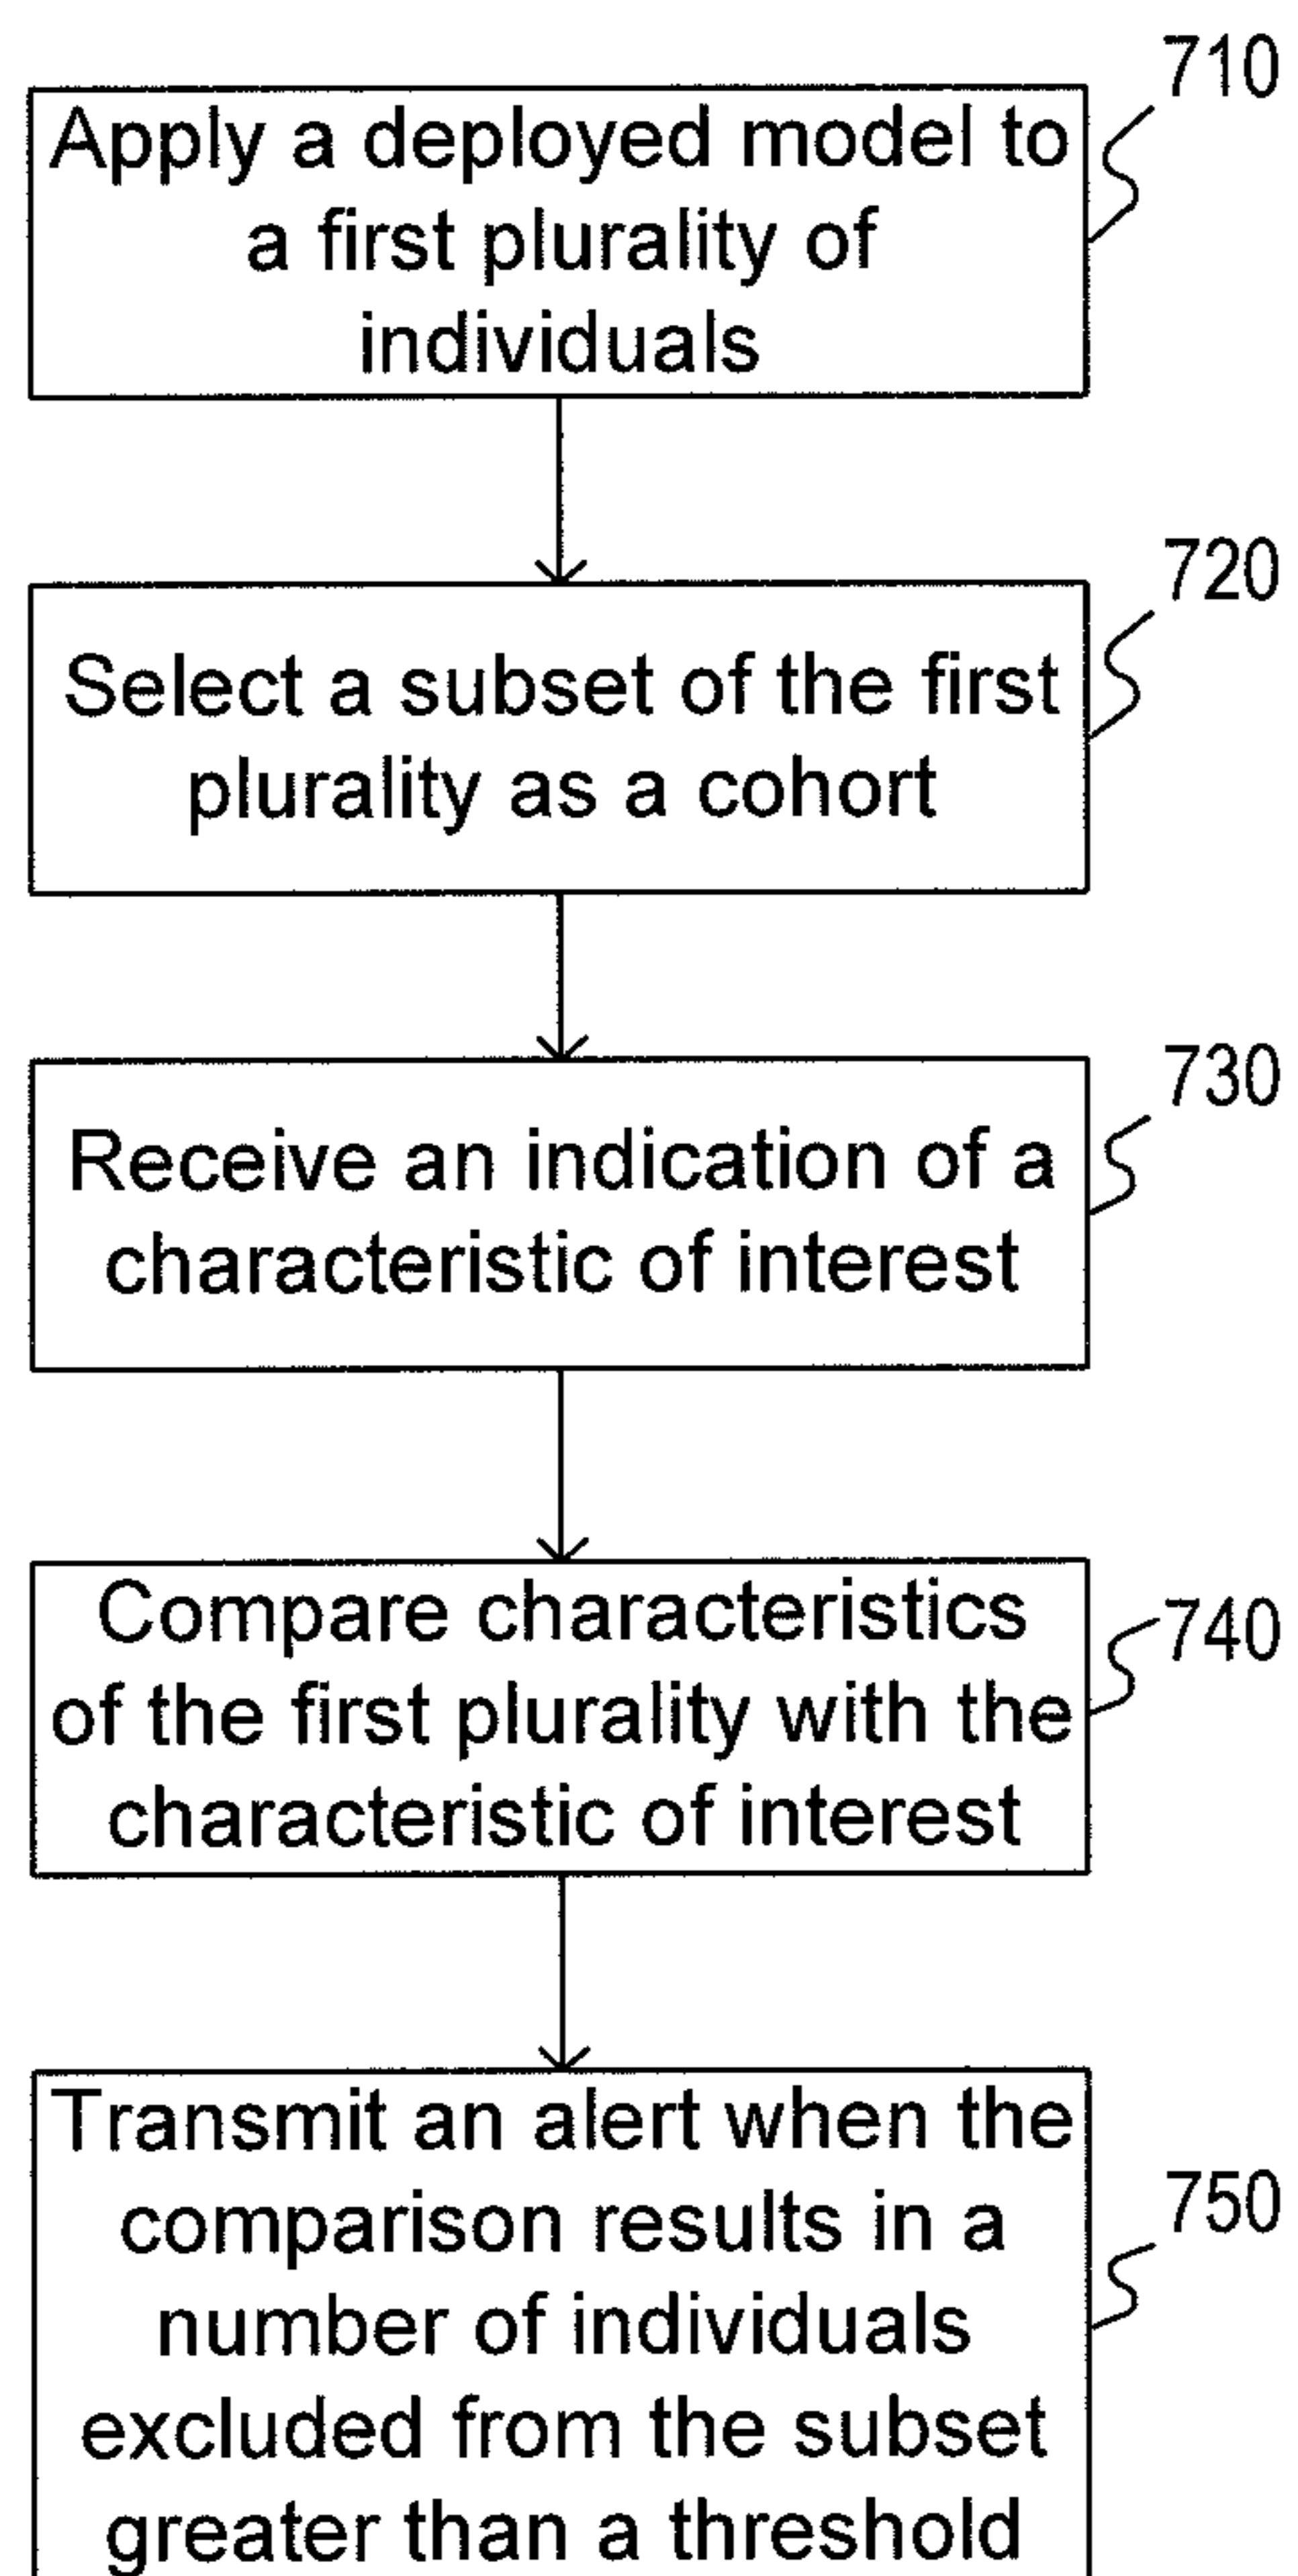 710
Apply a deployed model to
a first plurality of
individuals
720
Select a subset of the first
plurality as a cohort
730
Receive an indication of a
characteristic of interest
740
Compare characteristics
of the first plurality with the
characteristic of interest
750
Transmit an alert when the
comparison results in a
number of individuals
excluded from the subset
greater than a threshold